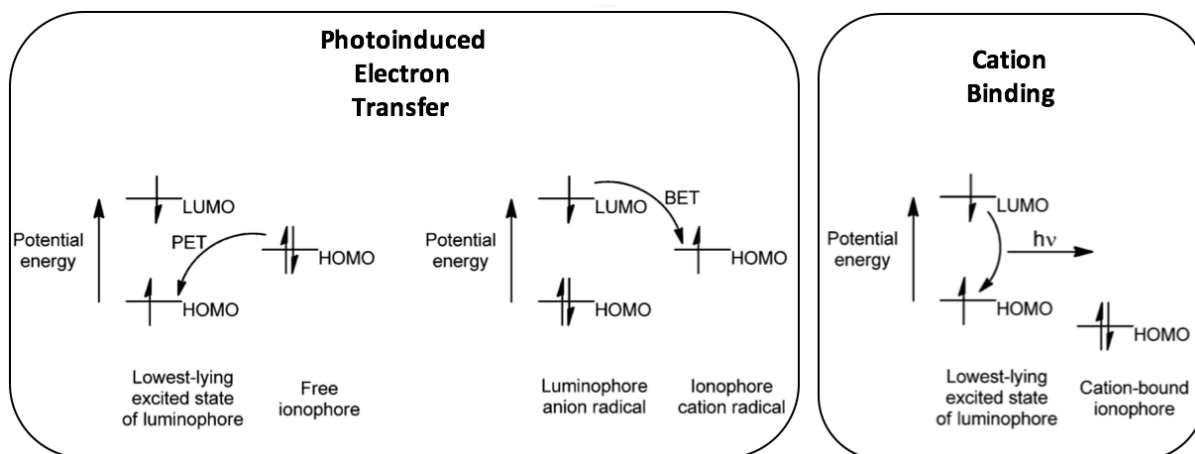 Photoinduced
Electron
Transfer
LUMO
PET
Potential
energy
HOMO
HOMO
Lowest-lying
excited state
of luminophore
Free
ionophore
LUMO
BET
Potential
energy
HOMO
HOMO
Luminophore
anion radical
Ionophore
cation radical
Cation
Binding
LUMO
hν
Potential
energy
HOMO
HOMO
Lowest-lying
excited state
of luminophore
Cation-bound
ionophore